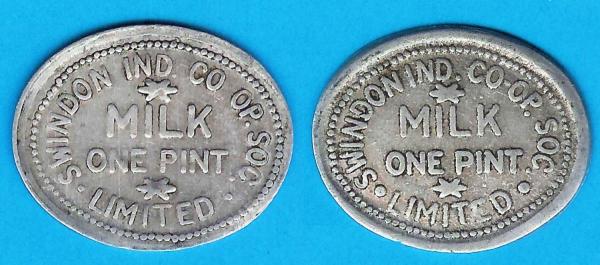 SWINDON IND. CO OP. SOC.
MILK
ONE PINT
· LIMITED ·
SWINDON IND. CO-OP. SOC.
MILK
ONE PINT.
· LIMITED ·